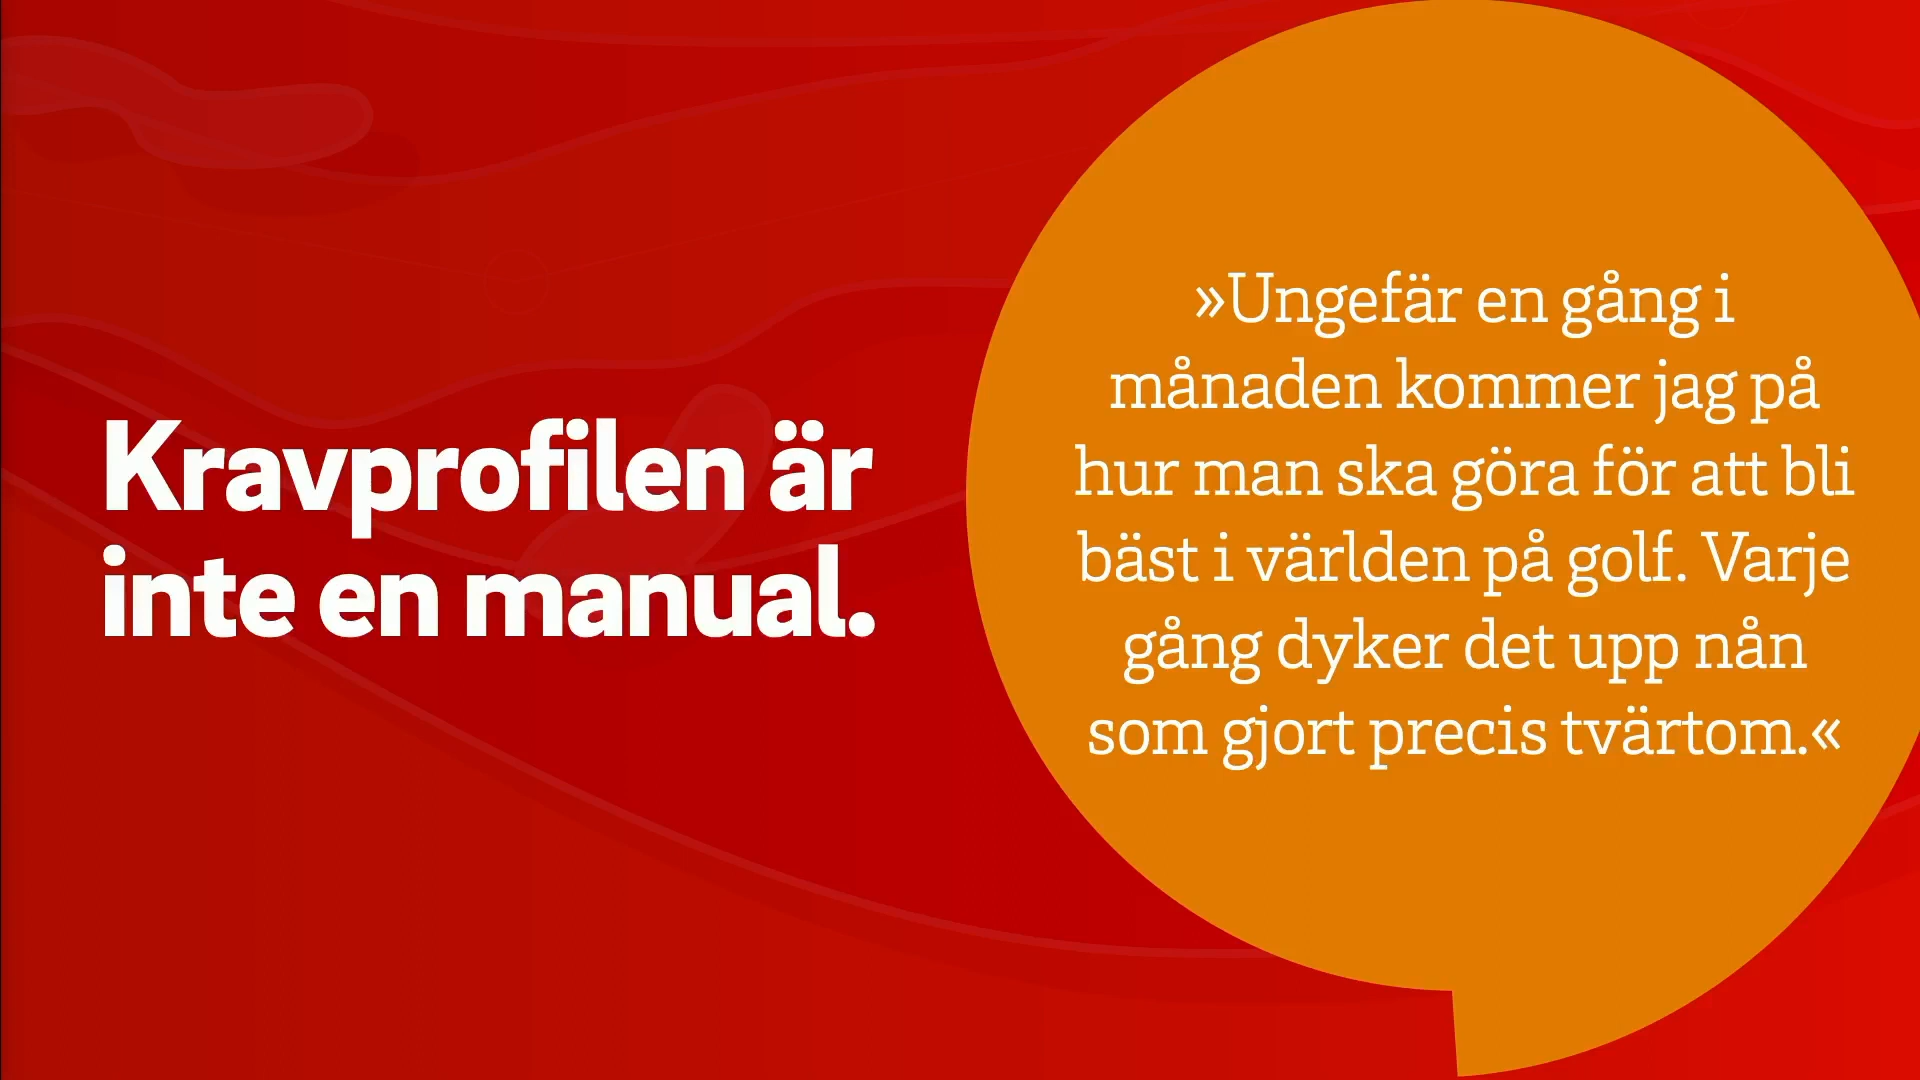 Kravprofilen är
inte en manual.
»Ungefär en gång i
månaden kommer jag på
hur man ska göra för att bli
bäst i världen på golf. Varje
gång dyker det upp nån
som gjort precis tvärtom.«